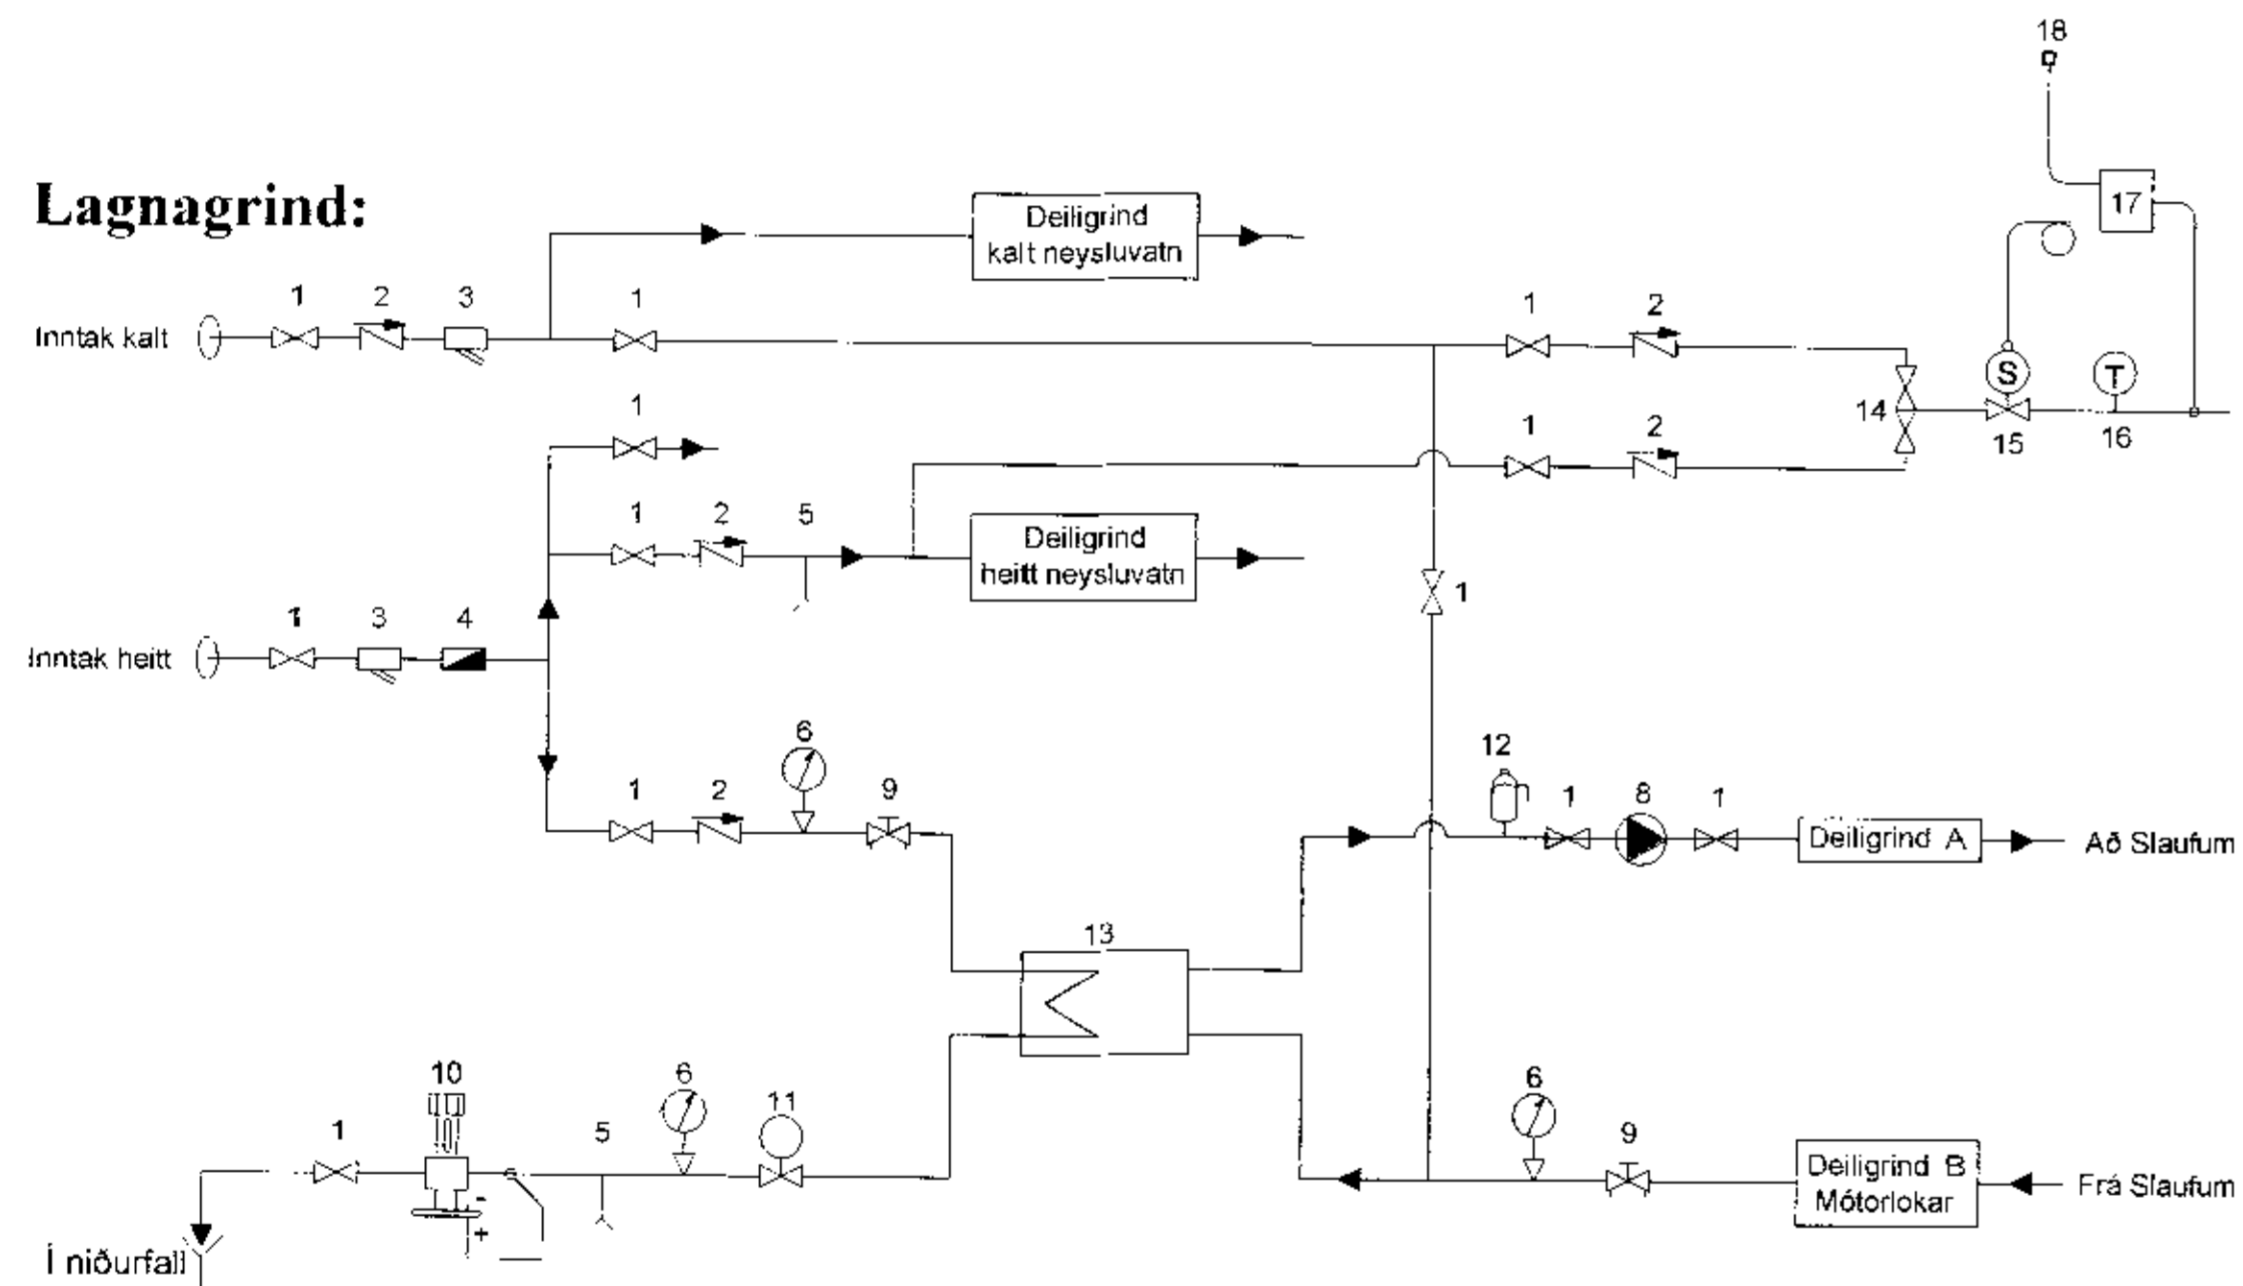 18
Lagnagrind:
17
Deiligrind
kalt neysluvatn
Inntak kalt
1
2
3
1
1
2
S
T
14
15
16
1
1
2
1
2
5
Deiligrind
heitt neysluvatn
1
Inntak heitt
1
3
4
6
12
1
2
9
1
8
1
Deiligrind A
Að Slaufum
13
10
6
11
6
1
5
9
Deiligrind B
Mótorlokar
Frá Slaufum
-
+
Í niðurfall